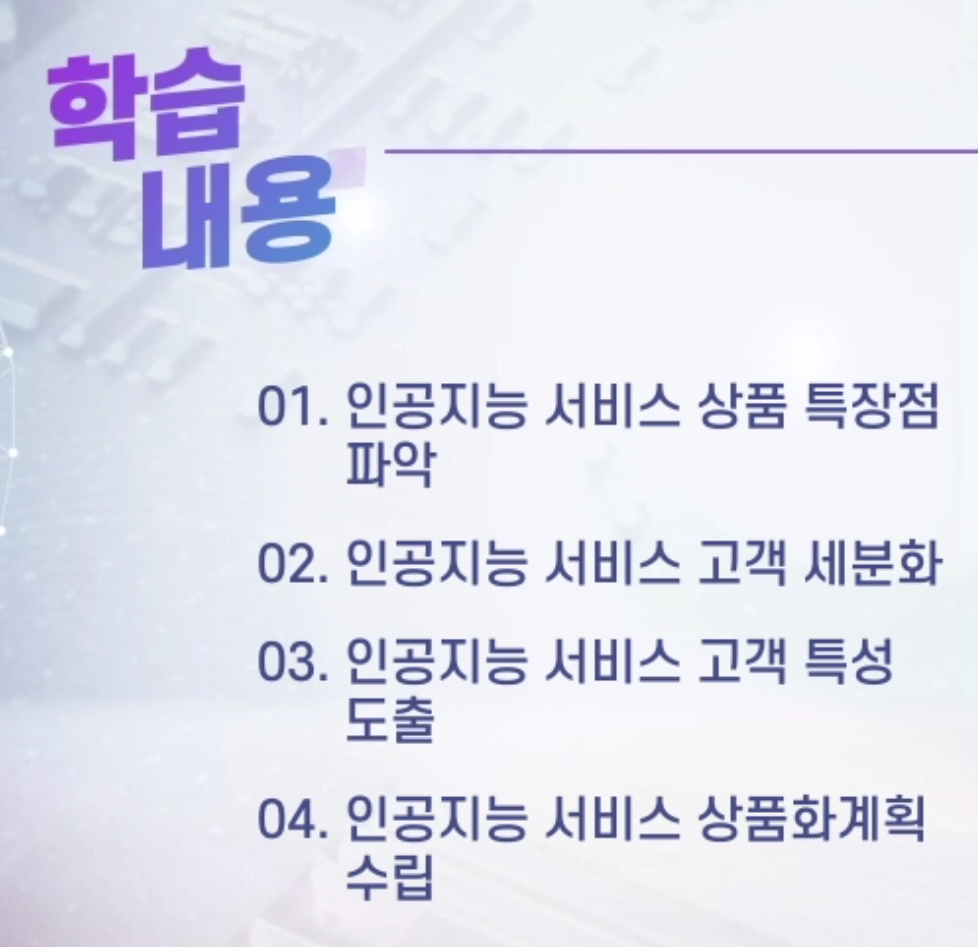 학습
내용
01. 인공지능 서비스 상품 특장점
파악
02. 인공지능 서비스 고객 세분화
03. 인공지능 서비스 고객 특성
도출
04. 인공지능 서비스 상품화계획
수립